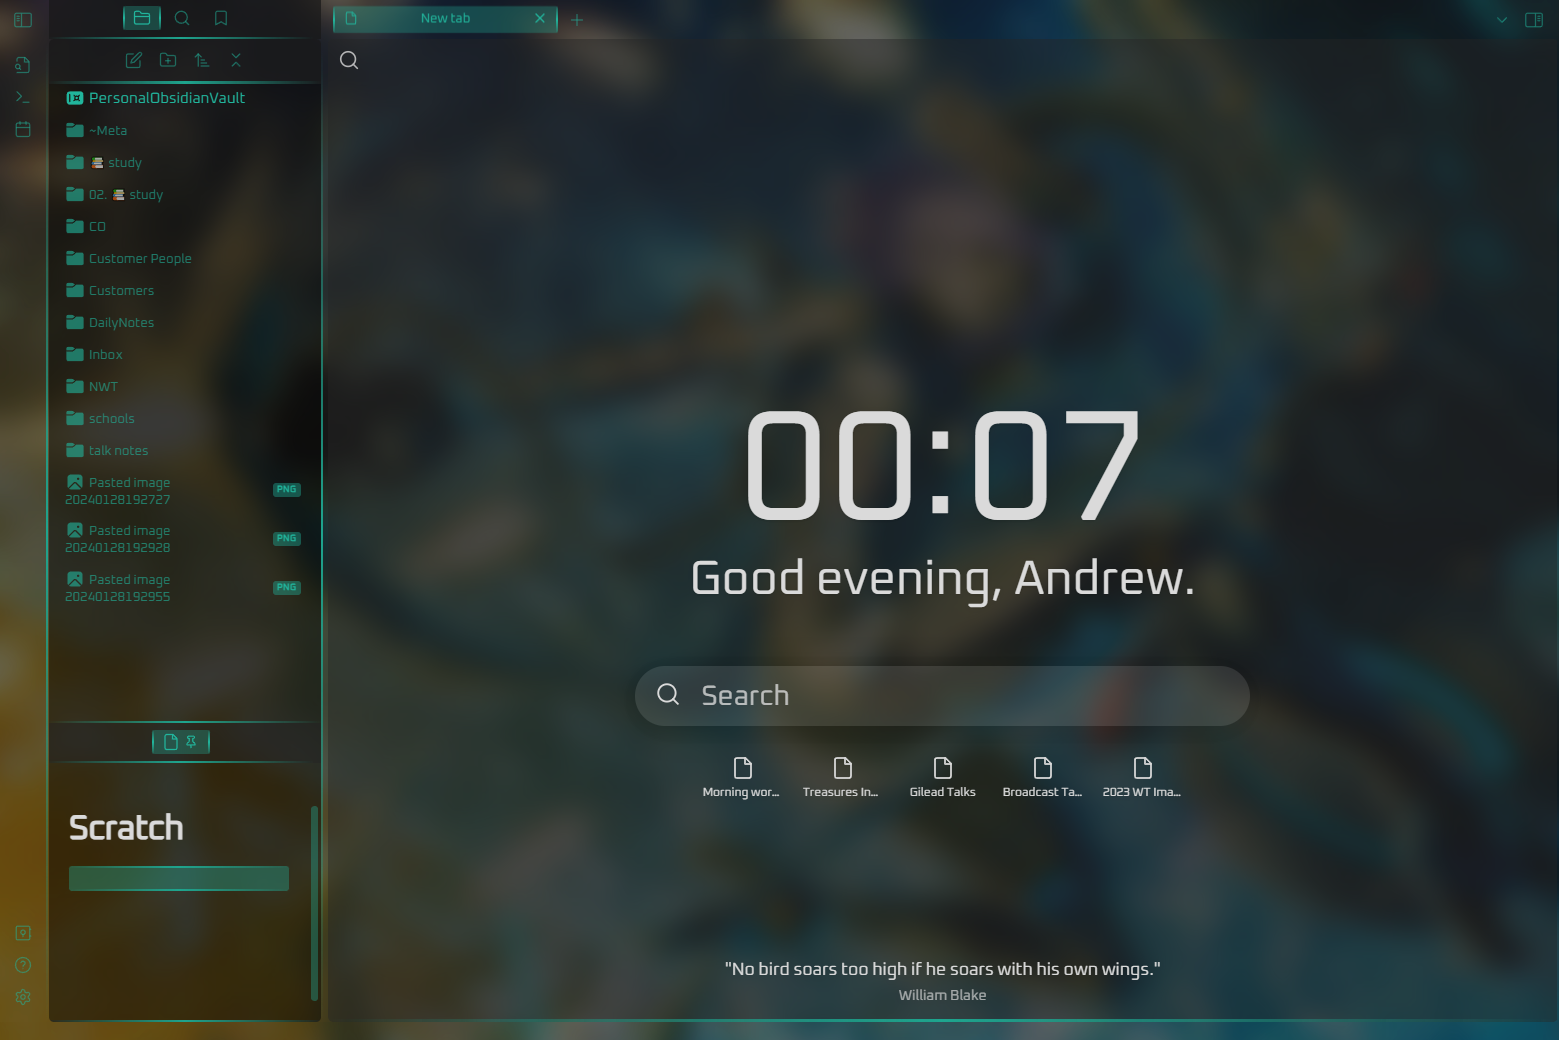 New tab
PersonalObsidianVault
~Meta
📚 study
02. 📚 study
CO
Customer People
Customers
DailyNotes
Inbox
NWT
schools
talk notes
Pasted image
20240128192727
PNG
Pasted image
20240128192928
PNG
Pasted image
20240128192955
PNG
Scratch
00:07
Good evening, Andrew.
Search
Morning wor...
Treasures In...
Gilead Talks
Broadcast Ta...
2023 WT Ima...
"No bird soars too high if he soars with his own wings."
William Blake